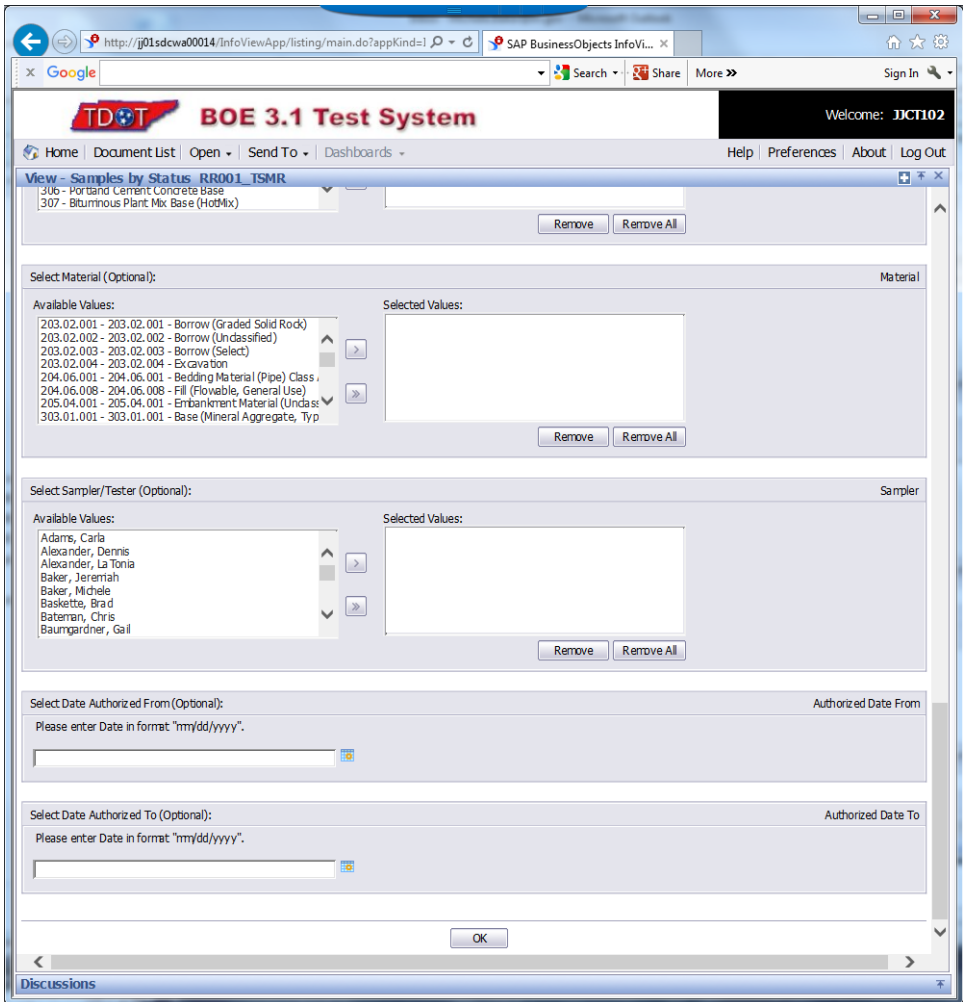 http://jj01sdcwa00014/InfoViewApp/listing/main.do?appKind=I
SAP BusinessObjects InfoVi...
x Google
Search
Share
More »
Sign In
TDOT
BOE 3.1 Test System
Welcome: JJCT102
Home | Document List | Open | Send To | Dashboards
Help | Preferences | About | Log Out
View - Samples by Status RR001_TSMR
306 - Portland Cement Concrete Base
307 - Bituminous Plant Mix Base (HotMix)
Remove
Remove All
Select Material (Optional):
Material
Available Values:
Selected Values:
203.02.001 - 203.02.001 - Borrow (Graded Solid Rock)
203.02.002 - 203.02.002 - Borrow (Unclassified)
203.02.003 - 203.02.003 - Borrow (Select)
203.02.004 - 203.02.004 - Excavation
204.06.001 - 204.06.001 - Bedding Material (Pipe) Class
204.06.008 - 204.06.008 - Fill (Flowable, General Use)
205.04.001 - 205.04.001 - Embankment Material (Unclass
303.01.001 - 303.01.001 - Base (Mineral Aggregate, Typ
Remove
Remove All
Select Sampler/Tester (Optional):
Sampler
Available Values:
Selected Values:
Adams, Carla
Alexander, Dennis
Alexander, La Tonia
Baker, Jeremiah
Baker, Michele
Baskette, Brad
Bateman, Chris
Baumgardner, Gail
Remove
Remove All
Select Date Authorized From (Optional):
Authorized Date From
Please enter Date in format "mm/dd/yyyy".
Select Date Authorized To (Optional):
Authorized Date To
Please enter Date in format "mm/dd/yyyy".
OK
Discussions